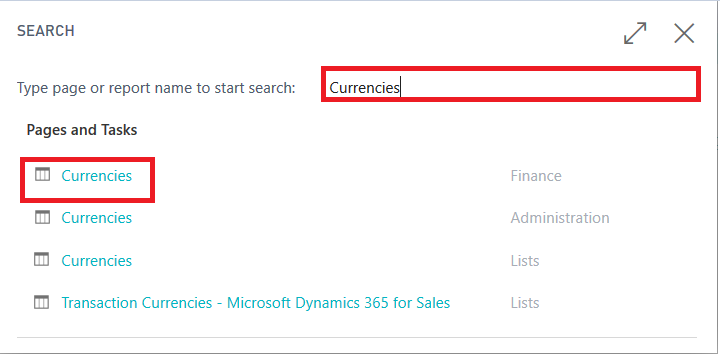 SEARCH
Type page or report name to start search: Currencies
Pages and Tasks
Currencies Finance
Currencies Administration
Currencies Lists
Transaction Currencies - Microsoft Dynamics 365 for Sales Lists